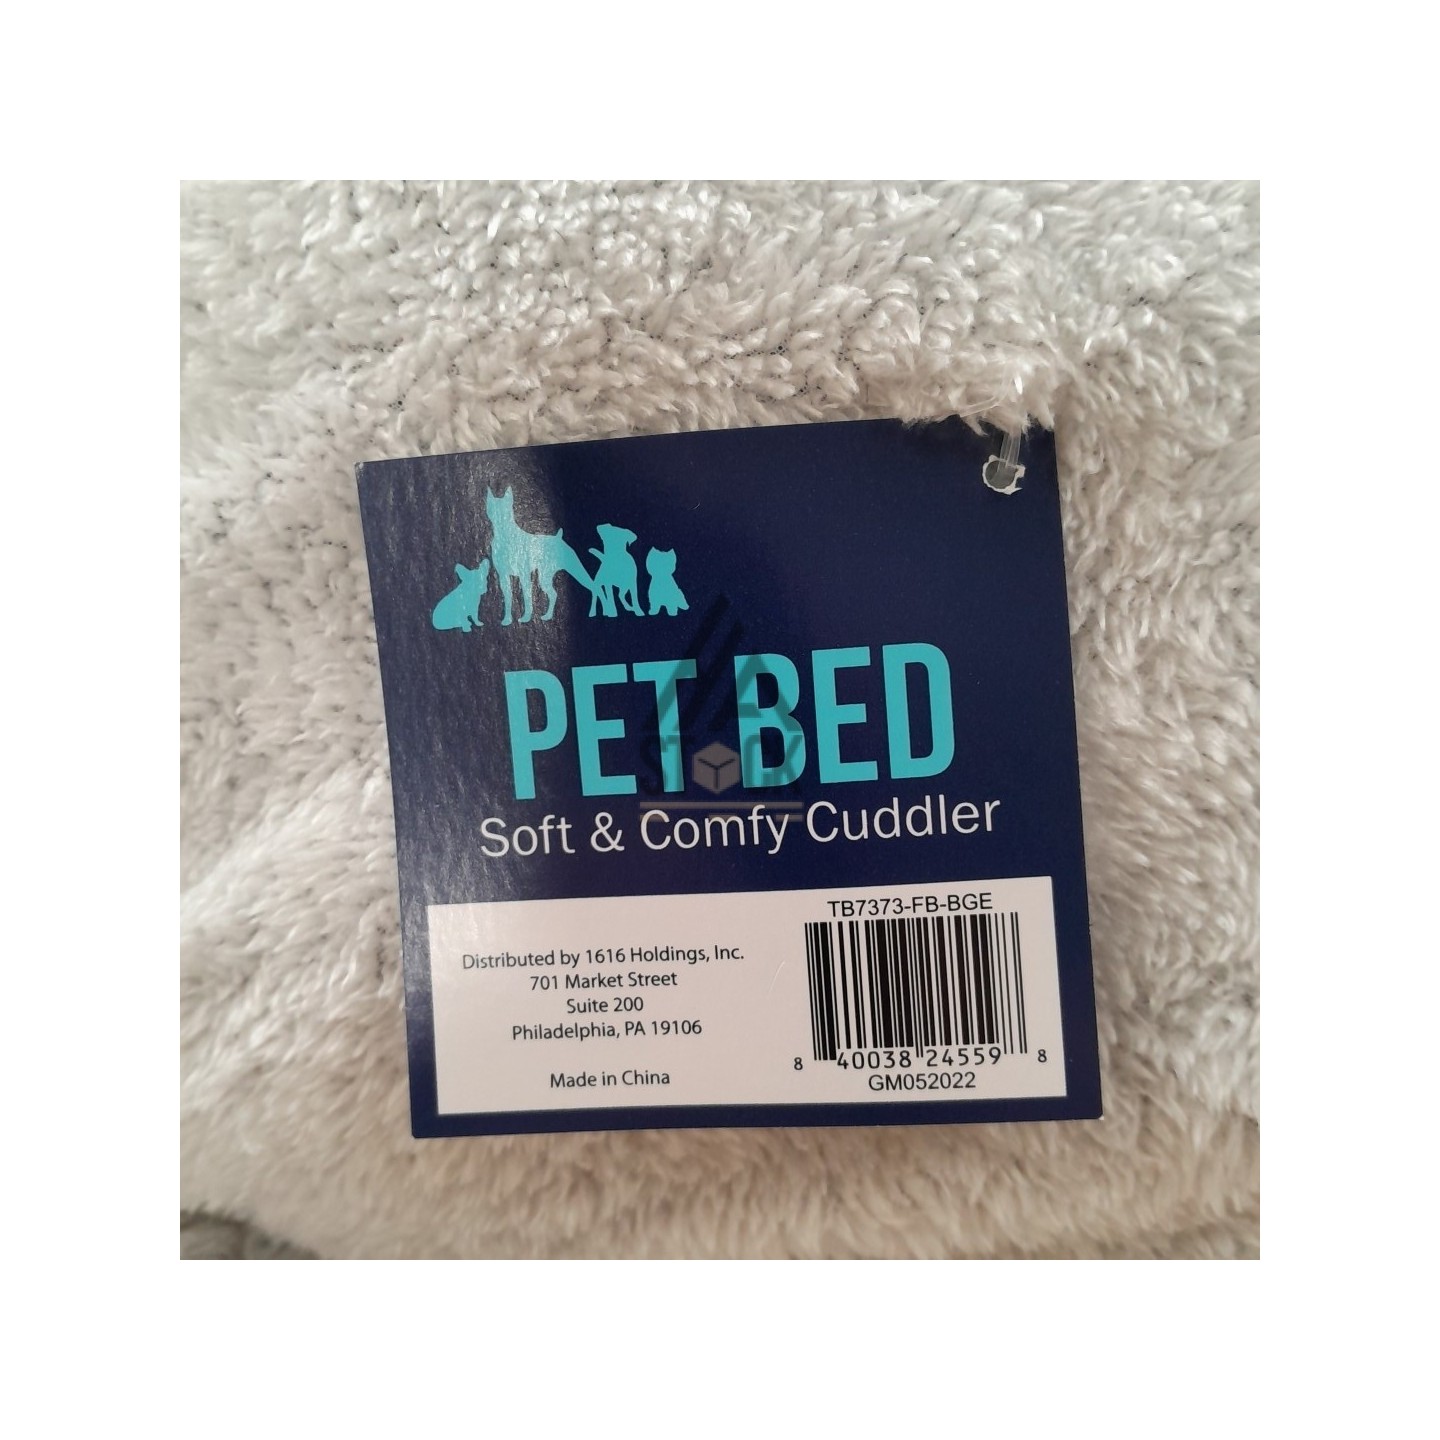 PET BED
Soft & Comfy Cuddler
TB7373-FB-BGE
Distributed by 1616 Holdings, Inc.
701 Market Street
Suite 200
Philadelphia, PA 19106
Made in China
8 40038 24559 8
GM052022
STOCK